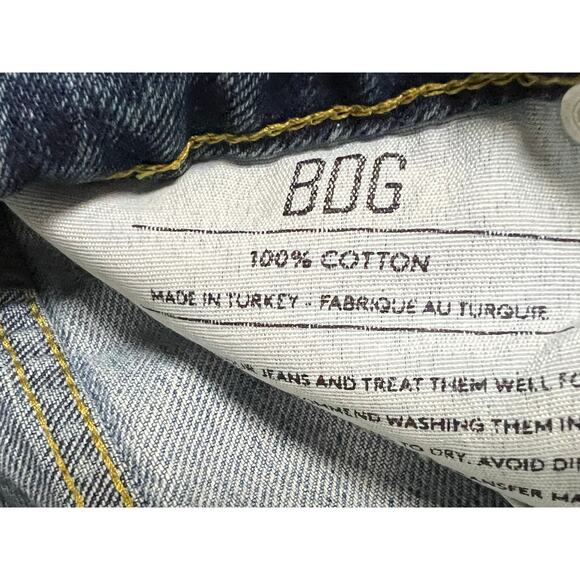 BDG
100% COTTON
MADE IN TURKEY - FABRIQUE AU TURQUIE
JEANS AND TREAT THEM WELL
WASHING THEM IN
TO DRY. AVOID